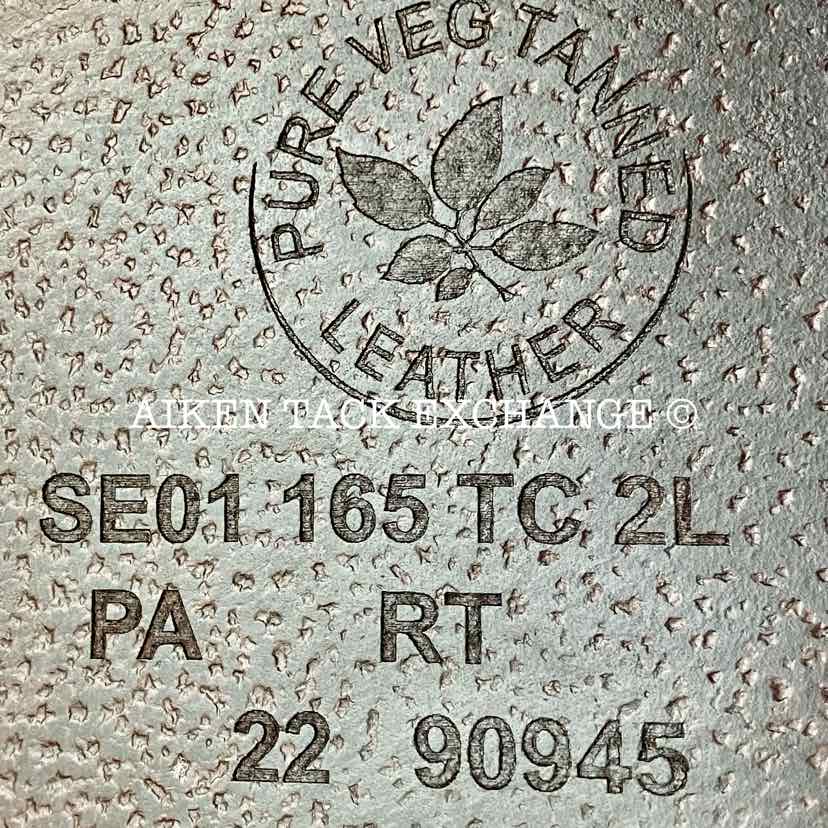 PURE VEG TANNED
LEATHER
AIKEN TACK EXCHANGE ©
SE01 165 TC 2L
PA RT
22 90945